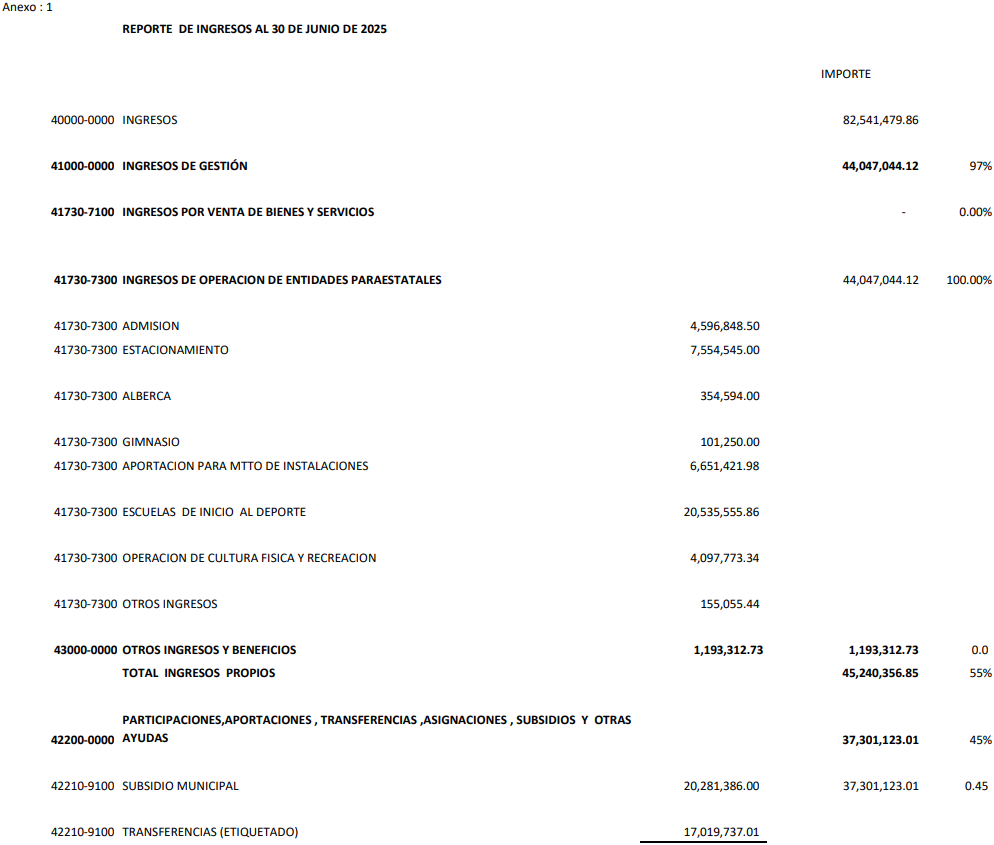 Anexo : 1
REPORTE DE INGRESOS AL 30 DE JUNIO DE 2025
IMPORTE
40000-0000 INGRESOS 82,541,479.86
41000-0000 INGRESOS DE GESTIÓN 44,047,044.12 97%
41730-7100 INGRESOS POR VENTA DE BIENES Y SERVICIOS - 0.00%
41730-7300 INGRESOS DE OPERACION DE ENTIDADES PARAESTATALES 44,047,044.12 100.00%
41730-7300 ADMISION 4,596,848.50
41730-7300 ESTACIONAMIENTO 7,554,545.00
41730-7300 ALBERCA 354,594.00
41730-7300 GIMNASIO 101,250.00
41730-7300 APORTACION PARA MTTO DE INSTALACIONES 6,651,421.98
41730-7300 ESCUELAS DE INICIO AL DEPORTE 20,535,555.86
41730-7300 OPERACION DE CULTURA FISICA Y RECREACION 4,097,773.34
41730-7300 OTROS INGRESOS 155,055.44
43000-0000 OTROS INGRESOS Y BENEFICIOS 1,193,312.73 1,193,312.73 0.0
TOTAL INGRESOS PROPIOS 45,240,356.85 55%
PARTICIPACIONES,APORTACIONES , TRANSFERENCIAS ,ASIGNACIONES , SUBSIDIOS Y OTRAS
42200-0000 AYUDAS 37,301,123.01 45%
42210-9100 SUBSIDIO MUNICIPAL 20,281,386.00 37,301,123.01 0.45
42210-9100 TRANSFERENCIAS (ETIQUETADO) 17,019,737.01